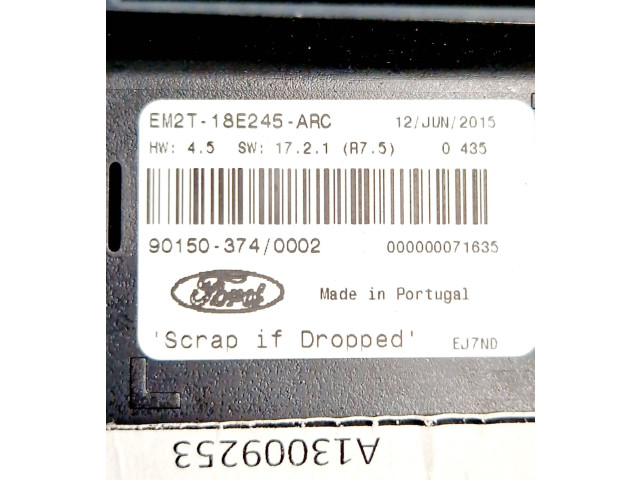 EM2T-18E245-ARC 12/JUN/2015
HW: 4.5 SW: 17.2.1 (R7.5) 0 435
90150-374/0002 000000071635
Ford Made in Portugal
'Scrap if Dropped' EJ7ND
A13009253